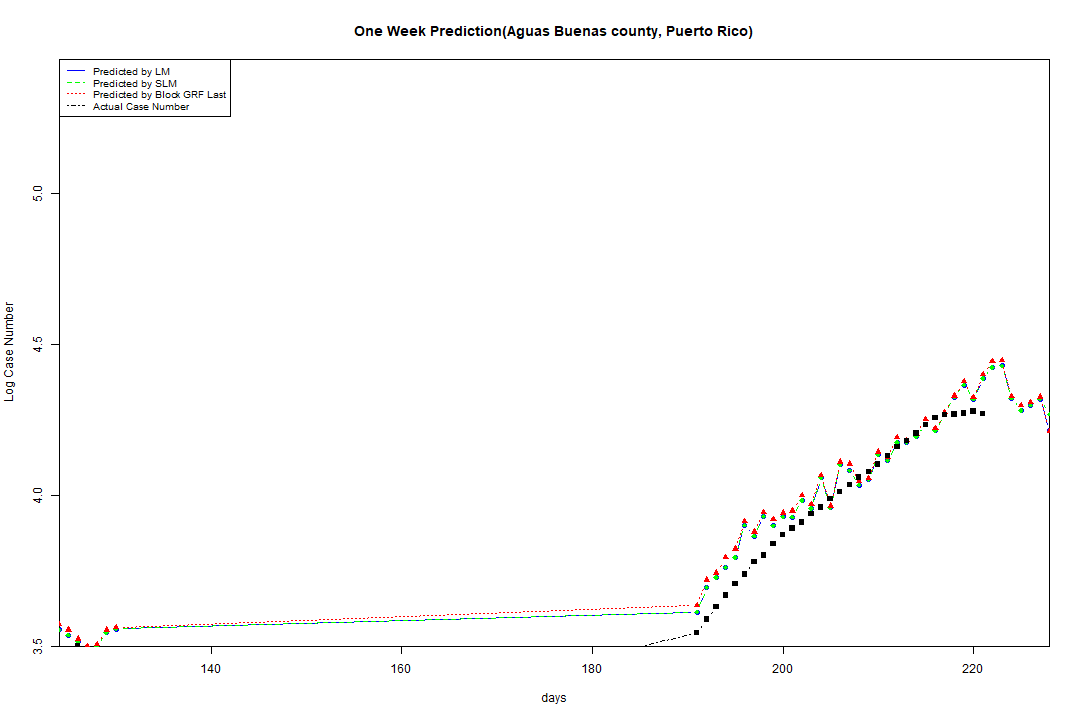 One Week Prediction(Aguas Buenas county, Puerto Rico)
Predicted by LM
Predicted by SLM
Predicted by Block GRF Last
Actual Case Number
5.0
4.5
4.0
3.5
Log Case Number
140 160 180 200 220
days